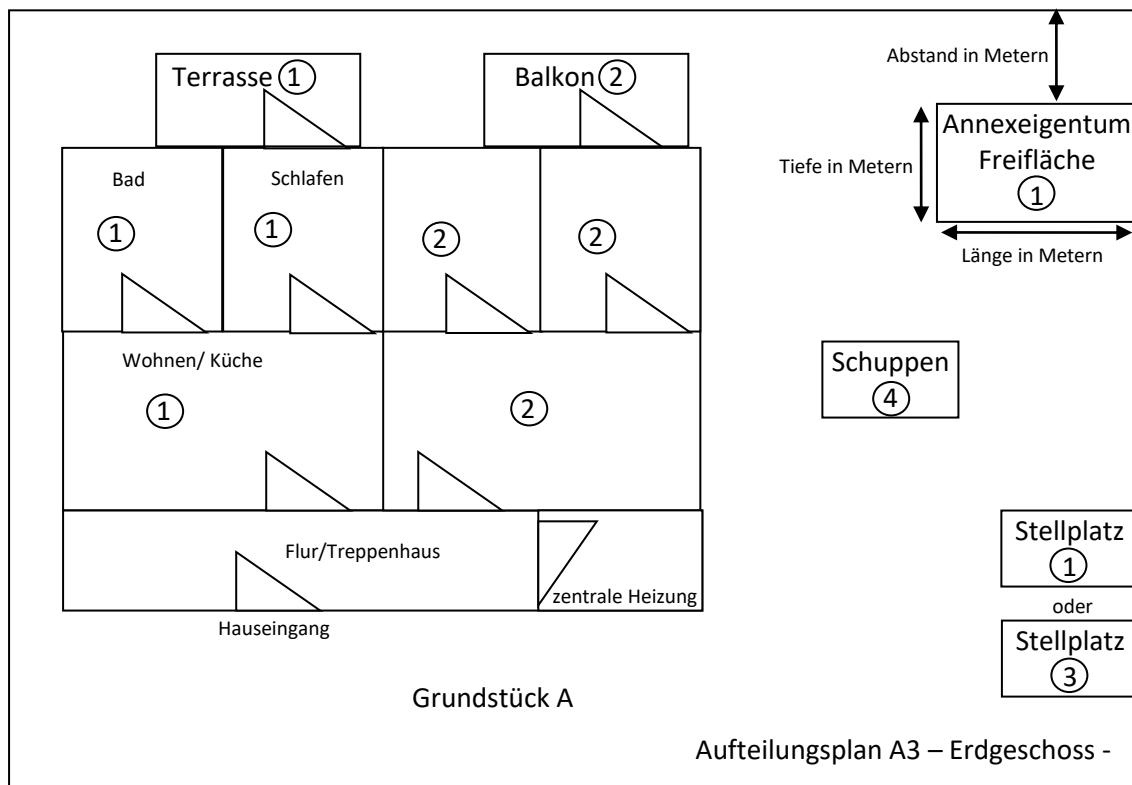 Abstand in Metern
Terrasse ①
Balkon ②
Annexeigentum
Freifläche
①
Tiefe in Metern
Länge in Metern
Bad
①
Schlafen
①
②
②
Wohnen/ Küche
①
②
Schuppen
④
Flur/Treppenhaus
zentrale Heizung
Hauseingang
Stellplatz
①
oder
Stellplatz
③
Grundstück A
Aufteilungsplan A3 – Erdgeschoss -